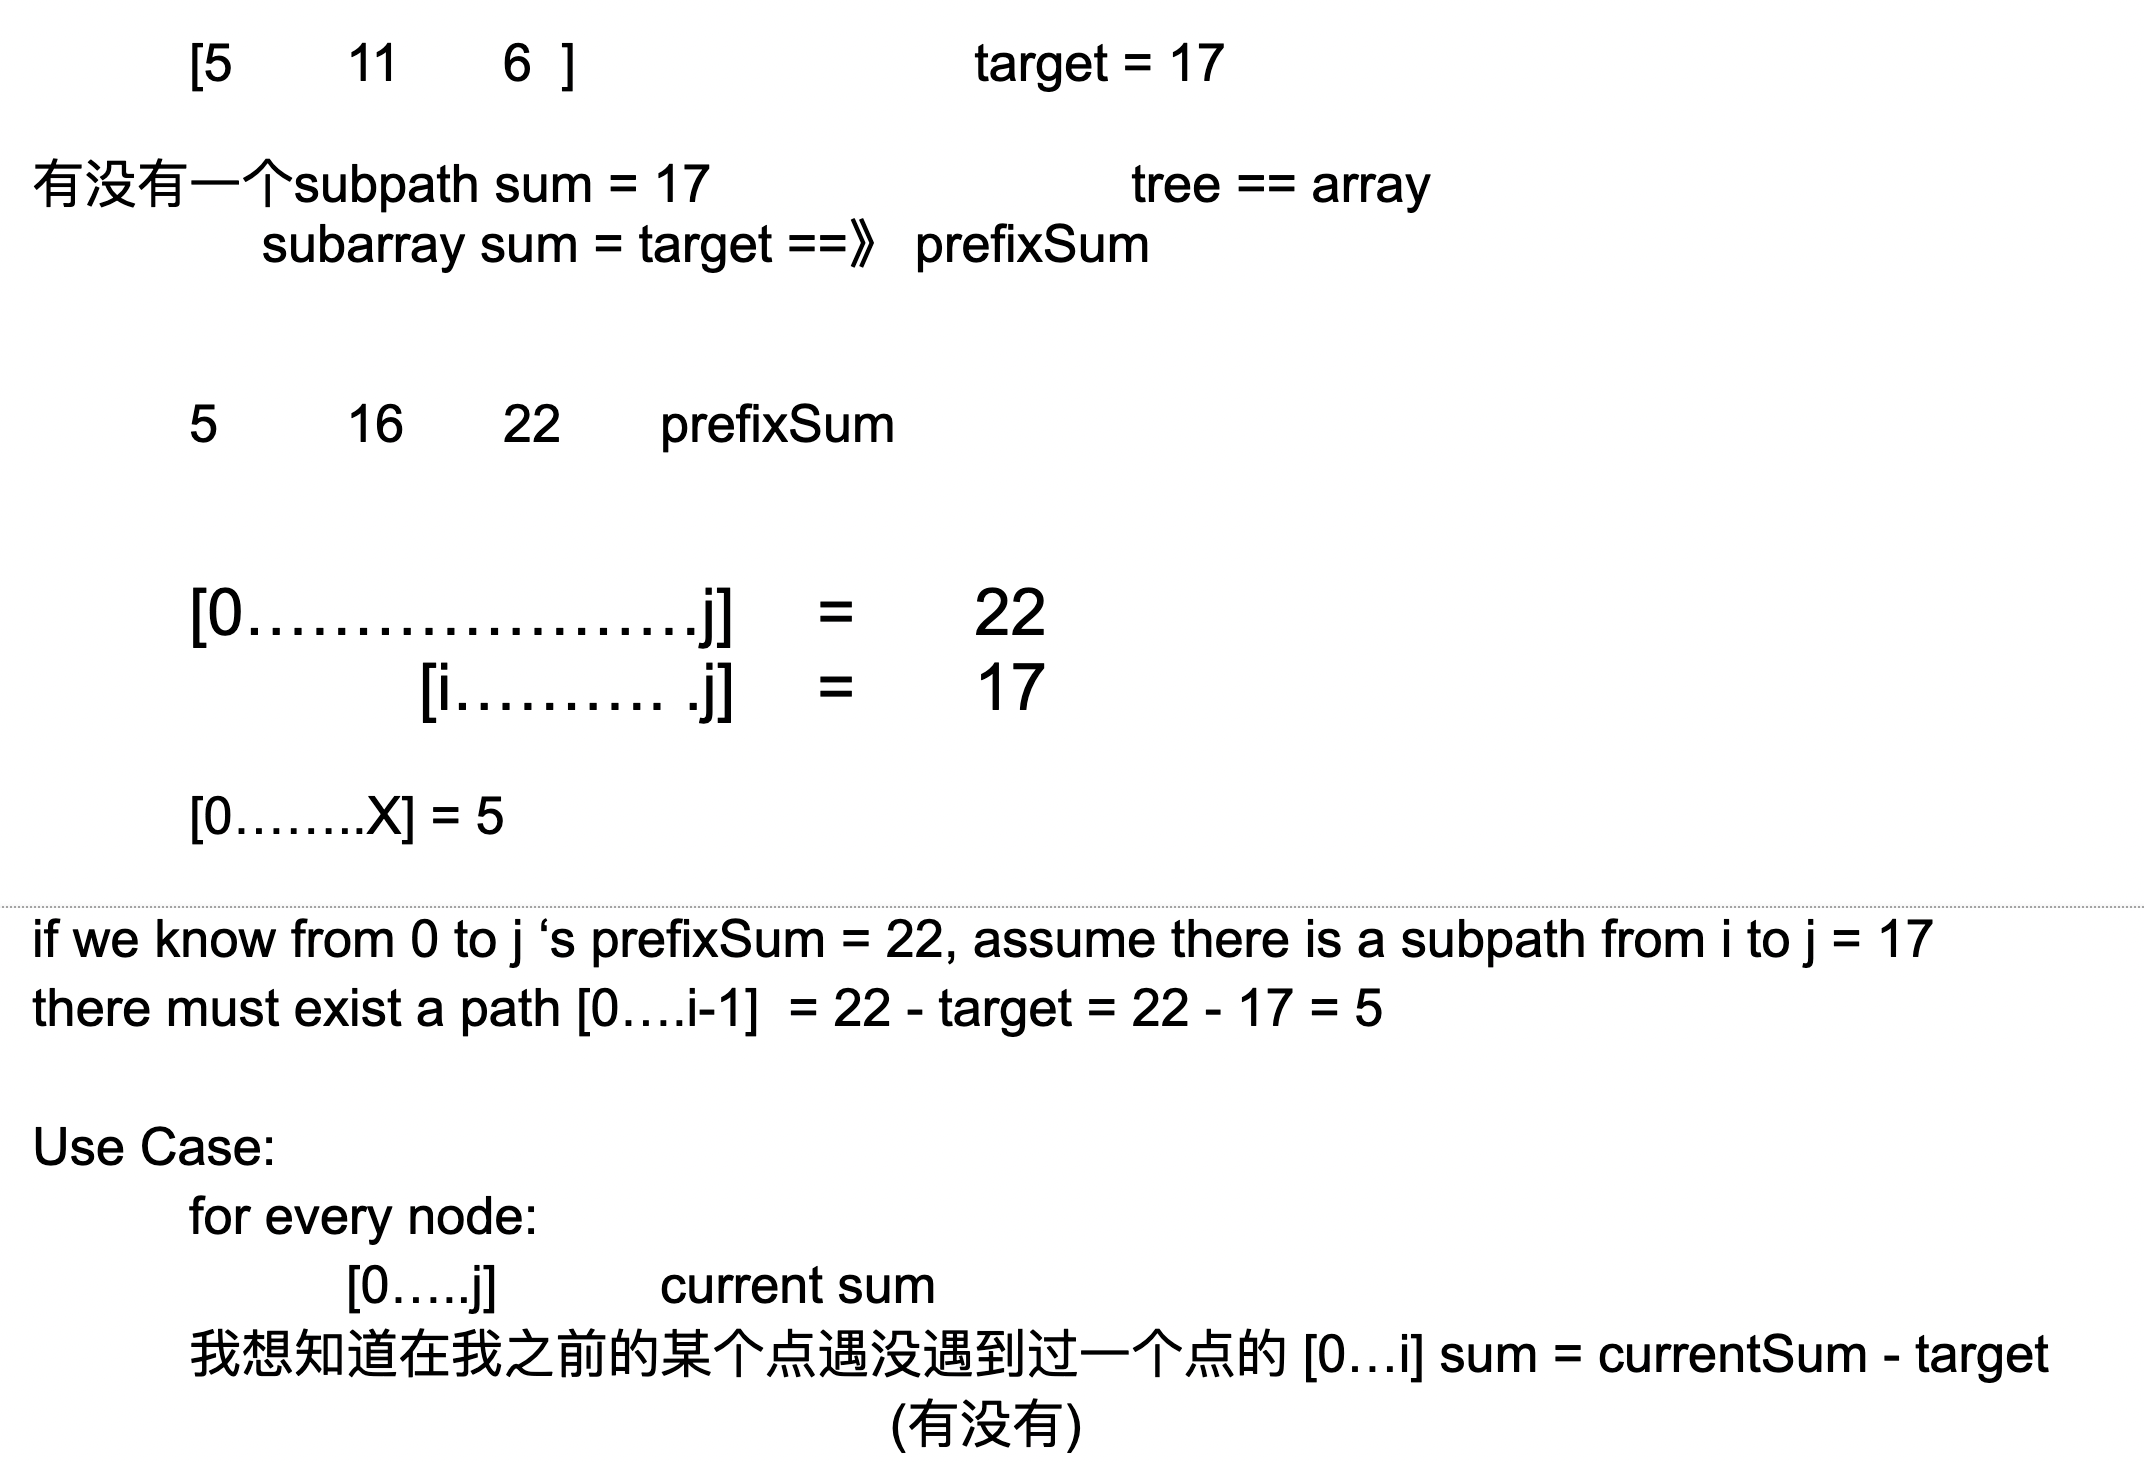 [5 11 6 ] target = 17
有没有一个subpath sum = 17 tree == array
subarray sum = target ==》 prefixSum
5 16 22 prefixSum
[0…………………j] = 22
[i………. .j] = 17
[0……..X] = 5
if we know from 0 to j ‘s prefixSum = 22, assume there is a subpath from i to j = 17
there must exist a path [0….i-1] = 22 - target = 22 - 17 = 5
Use Case:
for every node:
[0…..j] current sum
我想知道在我之前的某个点遇没遇到过一个点的 [0…i] sum = currentSum - target
(有没有)